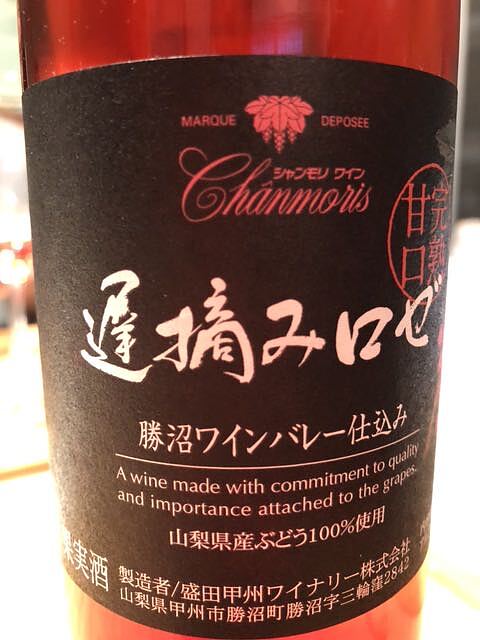 MARQUE DEPOSEE
シャンモリ ワイン
Chânmoris
完熟
甘口
遅摘みロゼ
勝沼ワインバレー仕込み
A wine made with commitment to quality
and importance attached to the grapes.
山梨県産ぶどう100%使用
果実酒
製造者/盛田甲州ワイナリー株式会社
山梨県甲州市勝沼町勝沼字三輪窪2842